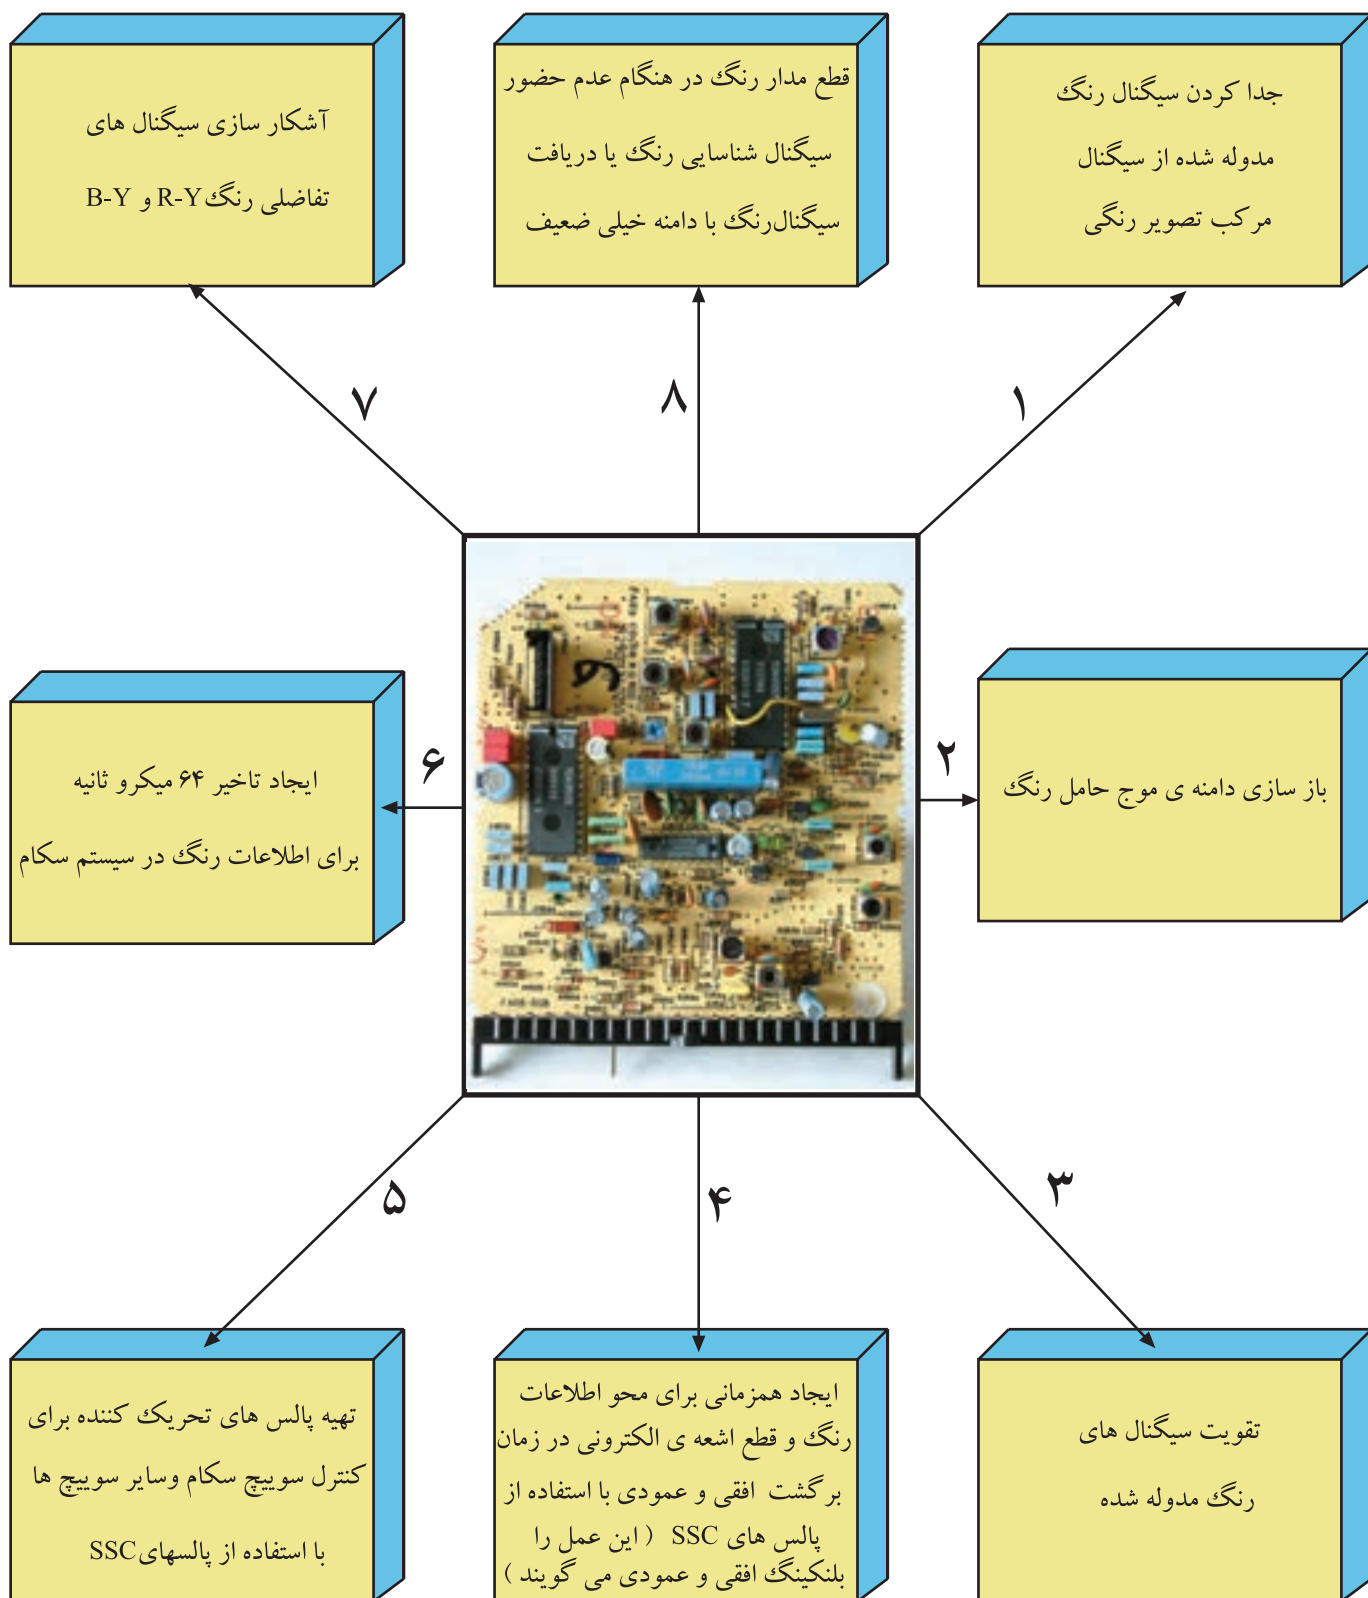 جدا کردن سیگنال رنگ
مدوله شده از سیگنال
مرکب تصویر رنگی
قطع مدار رنگ در هنگام عدم حضور
سیگنال شناسایی رنگ یا دریافت
سیگنال‌رنگ با دامنه خیلی ضعیف
آشکار سازی سیگنال های
تفاضلی رنگ R-Y و B-Y
۱
۸
۷
باز سازی دامنه ی موج حامل رنگ
۲
۶
ایجاد تاخیر ۶۴ میکرو ثانیه
برای اطلاعات رنگ در سیستم سکام
۳
۴
۵
تقویت سیگنال های
رنگ مدوله شده
ایجاد همزمانی برای محو اطلاعات
رنگ و قطع اشعه ی الکترونی در زمان
برگشت افقی و عمودی با استفاده از
پالس های SSC ( این عمل را
بلنکینگ افقی و عمودی می گویند )
تهیه پالس های تحریک کننده برای
کنترل سوییچ سکام وسایر سوییچ ها
با استفاده از پالسهای SSC